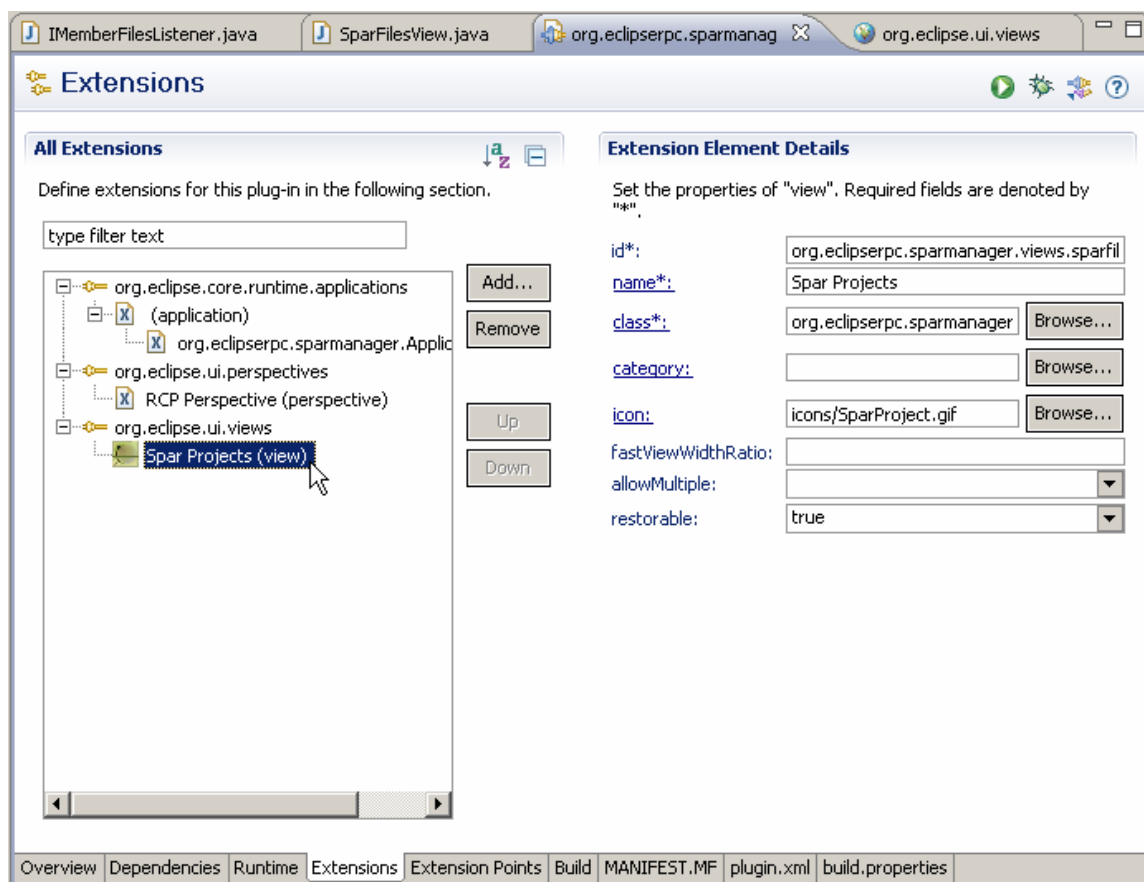 IMemberFilesListener.java
SparFilesView.java
org.eclipserpc.sparmanag
org.eclipse.ui.views
Extensions
All Extensions
Define extensions for this plug-in in the following section.
type filter text
org.eclipse.core.runtime.applications
(application)
org.eclipserpc.sparmanager.Applic
org.eclipse.ui.perspectives
RCP Perspective (perspective)
org.eclipse.ui.views
Spar Projects (view)
Add...
Remove
Up
Down
Extension Element Details
Set the properties of "view". Required fields are denoted by
"*".
id*: org.eclipserpc.sparmanager.views.sparfil
name*: Spar Projects
class*: org.eclipserpc.sparmanager Browse...
category: Browse...
icon: icons/SparProject.gif Browse...
fastViewWidthRatio:
allowMultiple:
restorable: true
Overview Dependencies Runtime Extensions Extension Points Build MANIFEST.MF plugin.xml build.properties